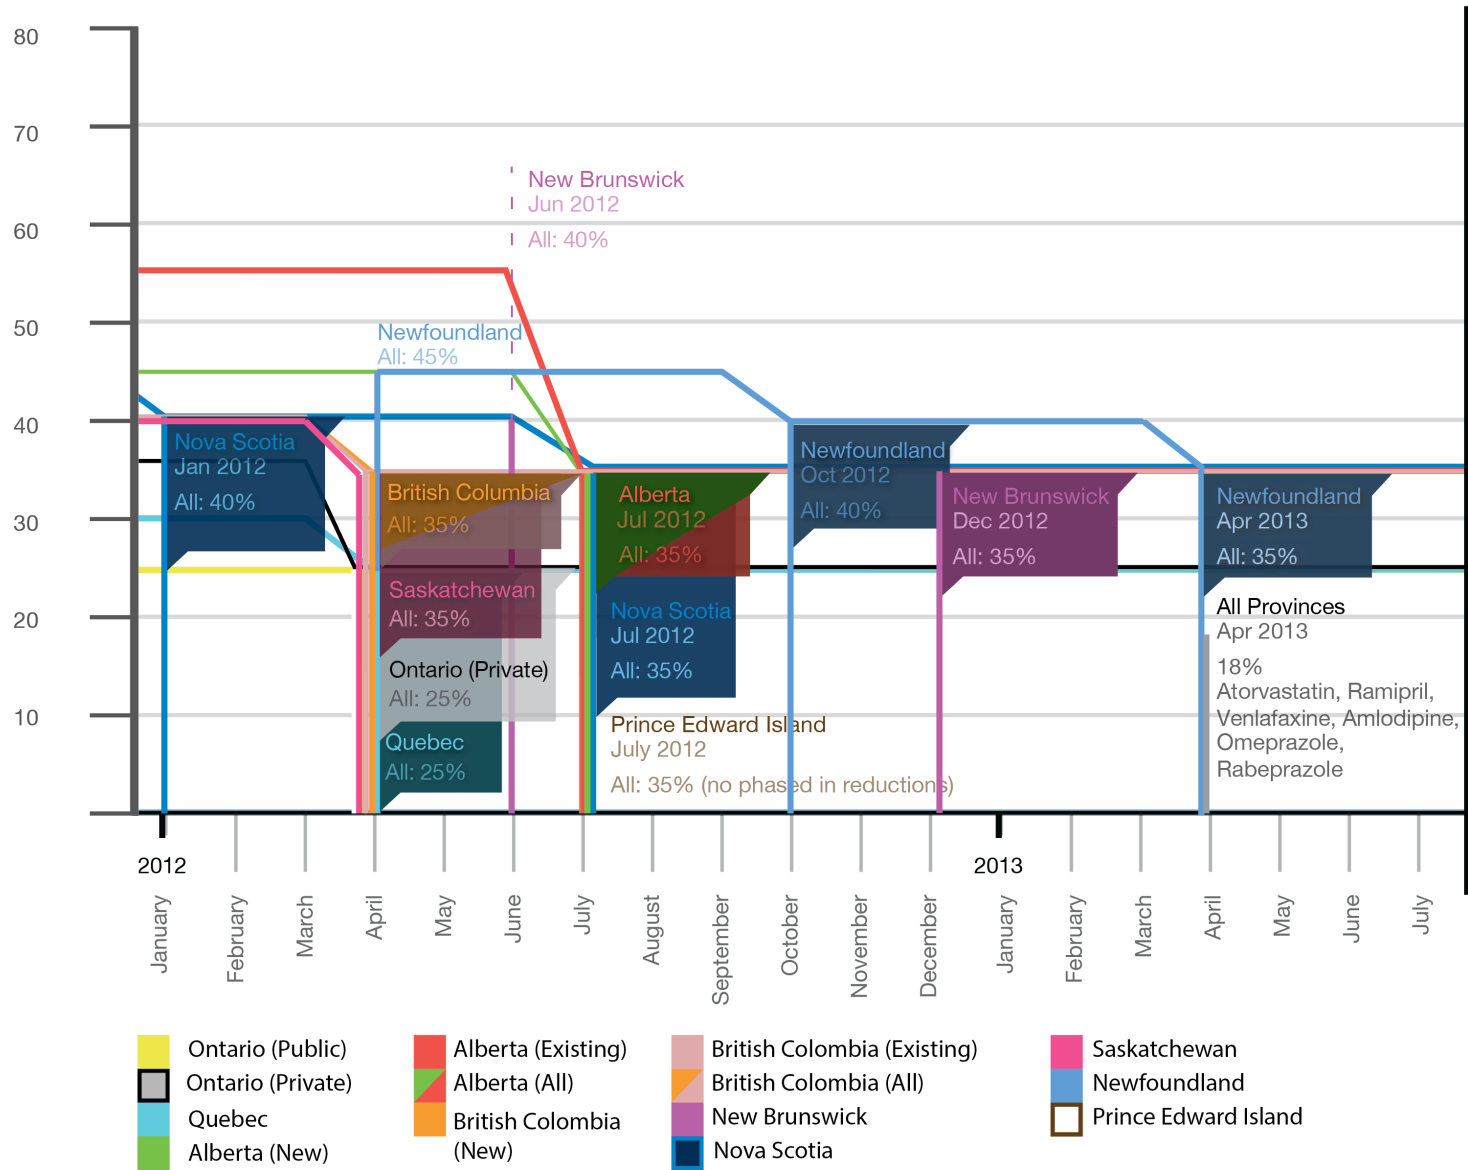 80
70
60
50
40
30
20
10
New Brunswick
Jun 2012
All: 40%
Newfoundland
All: 45%
Nova Scotia
Jan 2012
All: 40%
British Columbia
All: 35%
Saskatchewan
All: 35%
Ontario (Private)
All: 25%
Quebec
All: 25%
Alberta
Jul 2012
All: 35%
Nova Scotia
Jul 2012
All: 35%
Prince Edward Island
July 2012
All: 35% (no phased in reductions)
Newfoundland
Oct 2012
All: 40%
New Brunswick
Dec 2012
All: 35%
Newfoundland
Apr 2013
All: 35%
All Provinces
Apr 2013
18%
Atorvastatin, Ramipril,
Venlafaxine, Amlodipine,
Omeprazole,
Rabeprazole
2012
2013
January
February
March
April
May
June
July
August
September
October
November
December
January
February
March
April
May
June
July
Ontario (Public)
Ontario (Private)
Quebec
Alberta (New)
Alberta (Existing)
Alberta (All)
British Colombia
(New)
British Colombia (Existing)
British Colombia (All)
New Brunswick
Nova Scotia
Saskatchewan
Newfoundland
Prince Edward Island